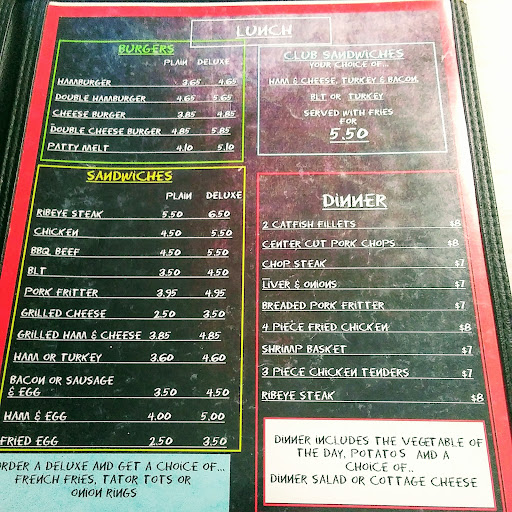 LUNCH
BURGERS
PLAIN DELUXE
HAMBURGER 3.65 4.65
DOUBLE HAMBURGER 4.65 5.65
CHEESE BURGER 3.85 4.85
DOUBLE CHEESE BURGER 4.85 5.85
PATTY MELT 4.10 5.10
CLUB SANDWICHES
YOUR CHOICE OF...
HAM & CHEESE, TURKEY & BACON,
BLT OR TURKEY
SERVED WITH FRIES
FOR
5.50
SANDWICHES
PLAIN DELUXE
RIBEYE STEAK 5.50 6.50
CHICKEN 4.50 5.50
BBQ BEEF 4.50 5.50
BLT 3.50 4.50
PORK FRITTER 3.95 4.95
GRILLED CHEESE 2.50 3.50
GRILLED HAM & CHEESE 3.85 4.85
HAM OR TURKEY 3.60 4.60
BACON OR SAUSAGE
& EGG 3.50 4.50
HAM & EGG 4.00 5.00
FRIED EGG 2.50 3.50
ORDER A DELUXE AND GET A CHOICE OF...
FRENCH FRIES, TATOR TOTS OR
ONION RINGS
DINNER
2 CATFISH FILLETS $8
CENTER CUT PORK CHOPS $8
CHOP STEAK $7
LIVER & ONIONS $7
BREADED PORK FRITTER $7
4 PIECE FRIED CHICKEN $8
SHRIMP BASKET $7
3 PIECE CHICKEN TENDERS $7
RIBEYE STEAK $8
DINNER INCLUDES THE VEGETABLE OF
THE DAY, POTATOS AND A
CHOICE OF..
DINNER SALAD OR COTTAGE CHEESE